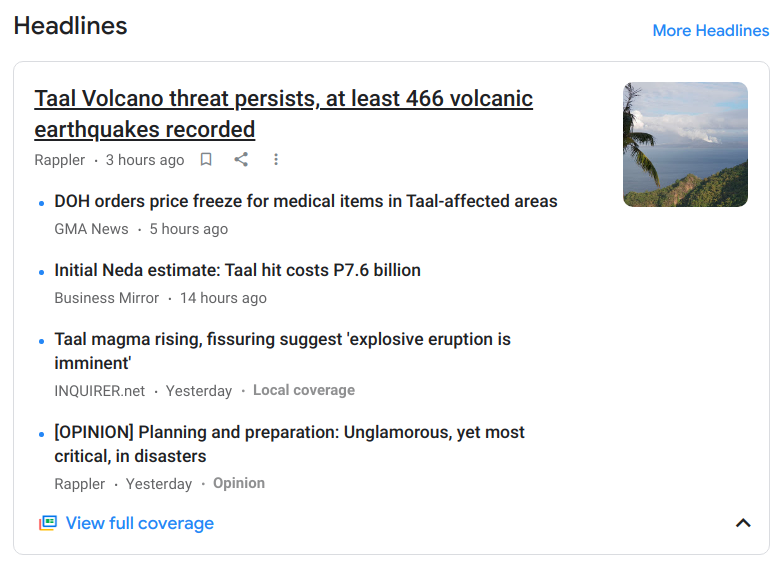 Headlines
More Headlines
Taal Volcano threat persists, at least 466 volcanic
earthquakes recorded
Rappler · 3 hours ago
DOH orders price freeze for medical items in Taal-affected areas
GMA News · 5 hours ago
Initial Neda estimate: Taal hit costs P7.6 billion
Business Mirror · 14 hours ago
Taal magma rising, fissuring suggest 'explosive eruption is
imminent'
INQUIRER.net · Yesterday · Local coverage
[OPINION] Planning and preparation: Unglamorous, yet most
critical, in disasters
Rappler · Yesterday · Opinion
View full coverage